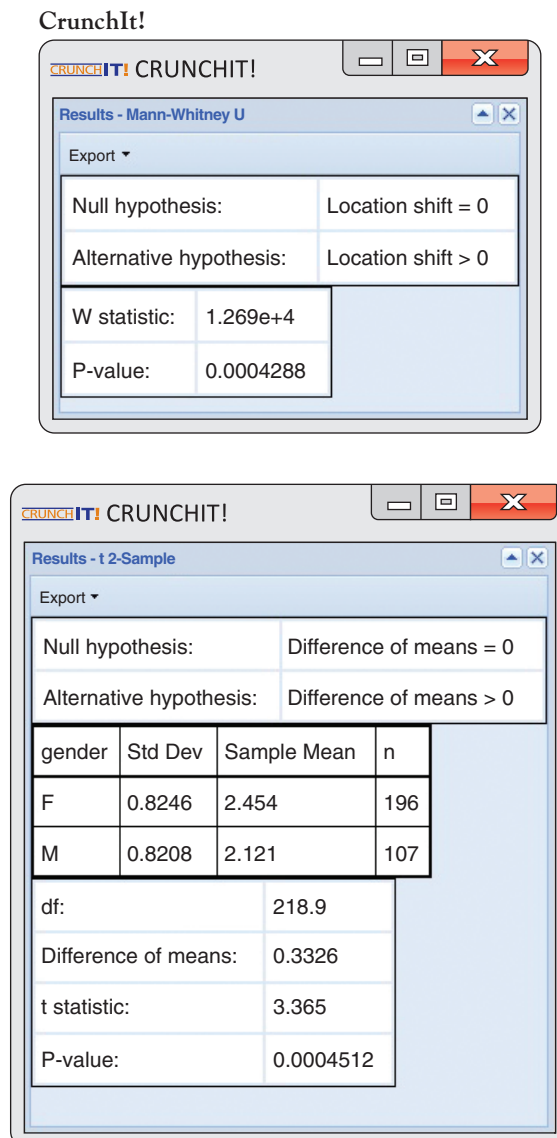 CrunchIt!
CRUNCHIT! CRUNCHIT!
Results - Mann-Whitney U
Export
Null hypothesis: Location shift = 0
Alternative hypothesis: Location shift > 0
W statistic: 1.269e+4
P-value: 0.0004288
CRUNCHIT! CRUNCHIT!
Results - t 2-Sample
Export
Null hypothesis: Difference of means = 0
Alternative hypothesis: Difference of means > 0
gender Std Dev Sample Mean n
F 0.8246 2.454 196
M 0.8208 2.121 107
df: 218.9
Difference of means: 0.3326
t statistic: 3.365
P-value: 0.0004512